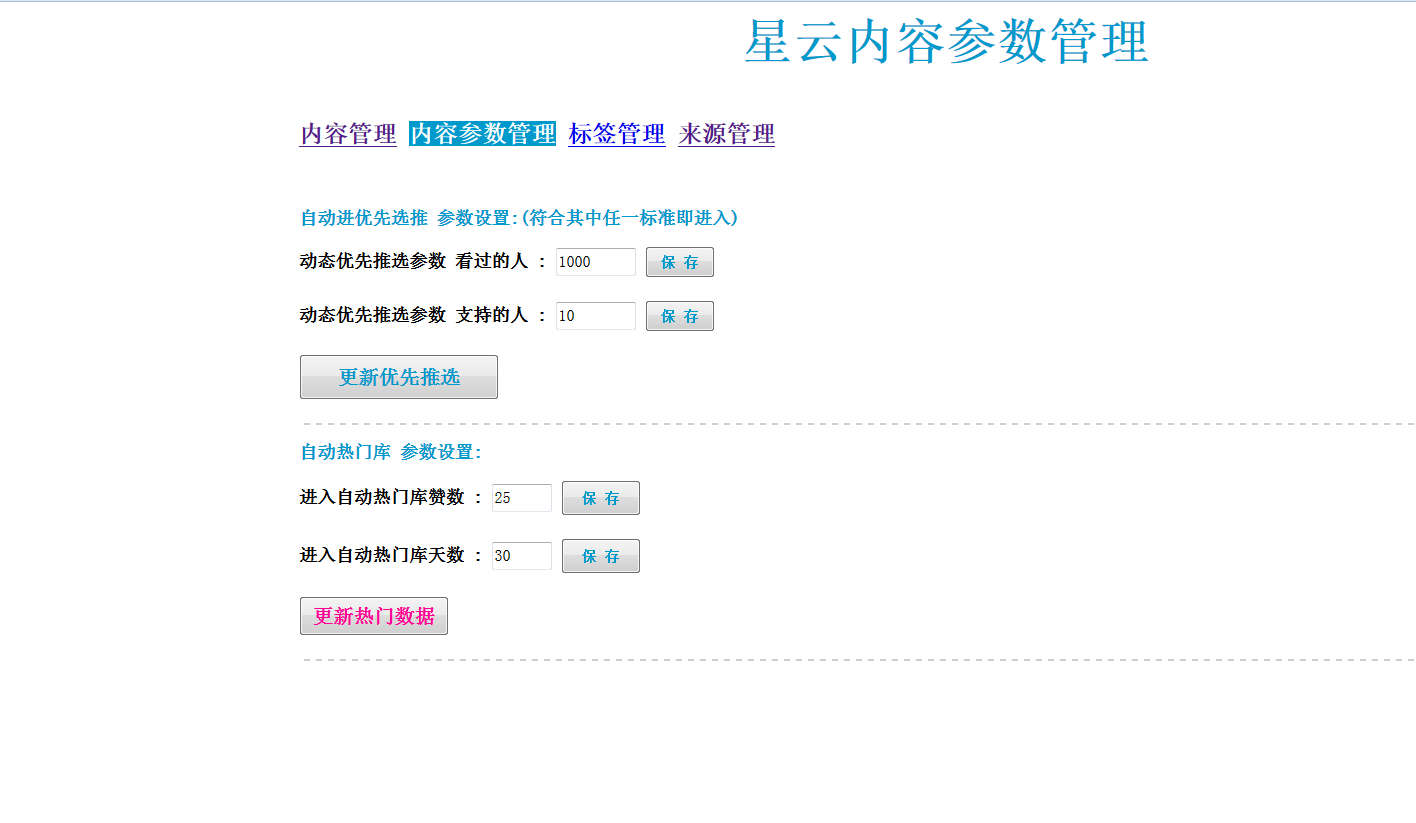 星云内容参数管理
内容管理 内容参数管理 标签管理 来源管理
自动进优先选推 参数设置:(符合其中任一标准即进入)
动态优先推选参数 看过的人 : 1000 保 存
动态优先推选参数 支持的人 : 10 保 存
更新优先推选
自动热门库 参数设置:
进入自动热门库赞数 : 25 保 存
进入自动热门库天数 : 30 保 存
更新热门数据